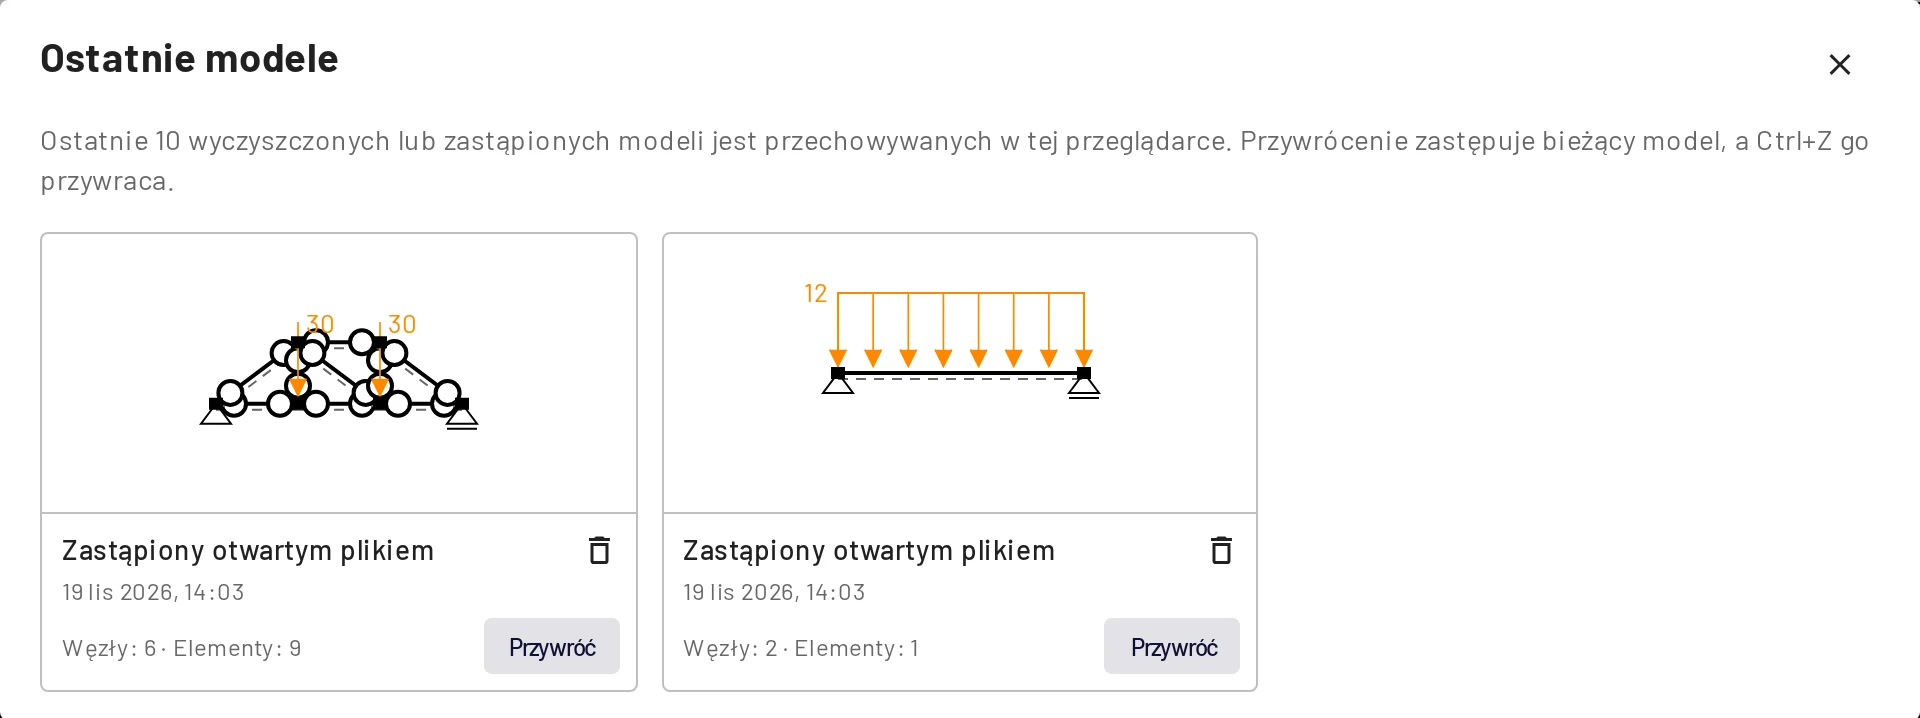 Ostatnie modele
Ostatnie 10 wyczyszczonych lub zastąpionych modeli jest przechowywanych w tej przeglądarce. Przywrócenie zastępuje bieżący model, a Ctrl+Z go
przywraca.
30 30
12
Zastąpiony otwartym plikiem
19 lis 2026, 14:03
Węzły: 6 · Elementy: 9
Przywróć
Zastąpiony otwartym plikiem
19 lis 2026, 14:03
Węzły: 2 · Elementy: 1
Przywróć